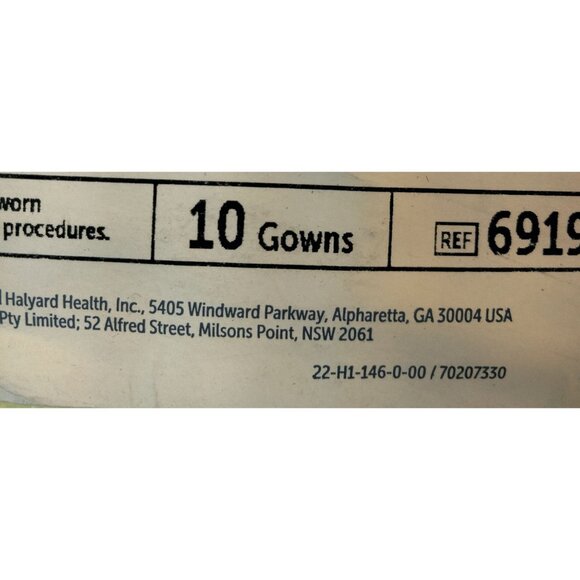 worn
procedures.
10 Gowns
REF 6919
Halyard Health, Inc., 5405 Windward Parkway, Alpharetta, GA 30004 USA
Pty Limited; 52 Alfred Street, Milsons Point, NSW 2061
22-H1-146-0-00 / 70207330